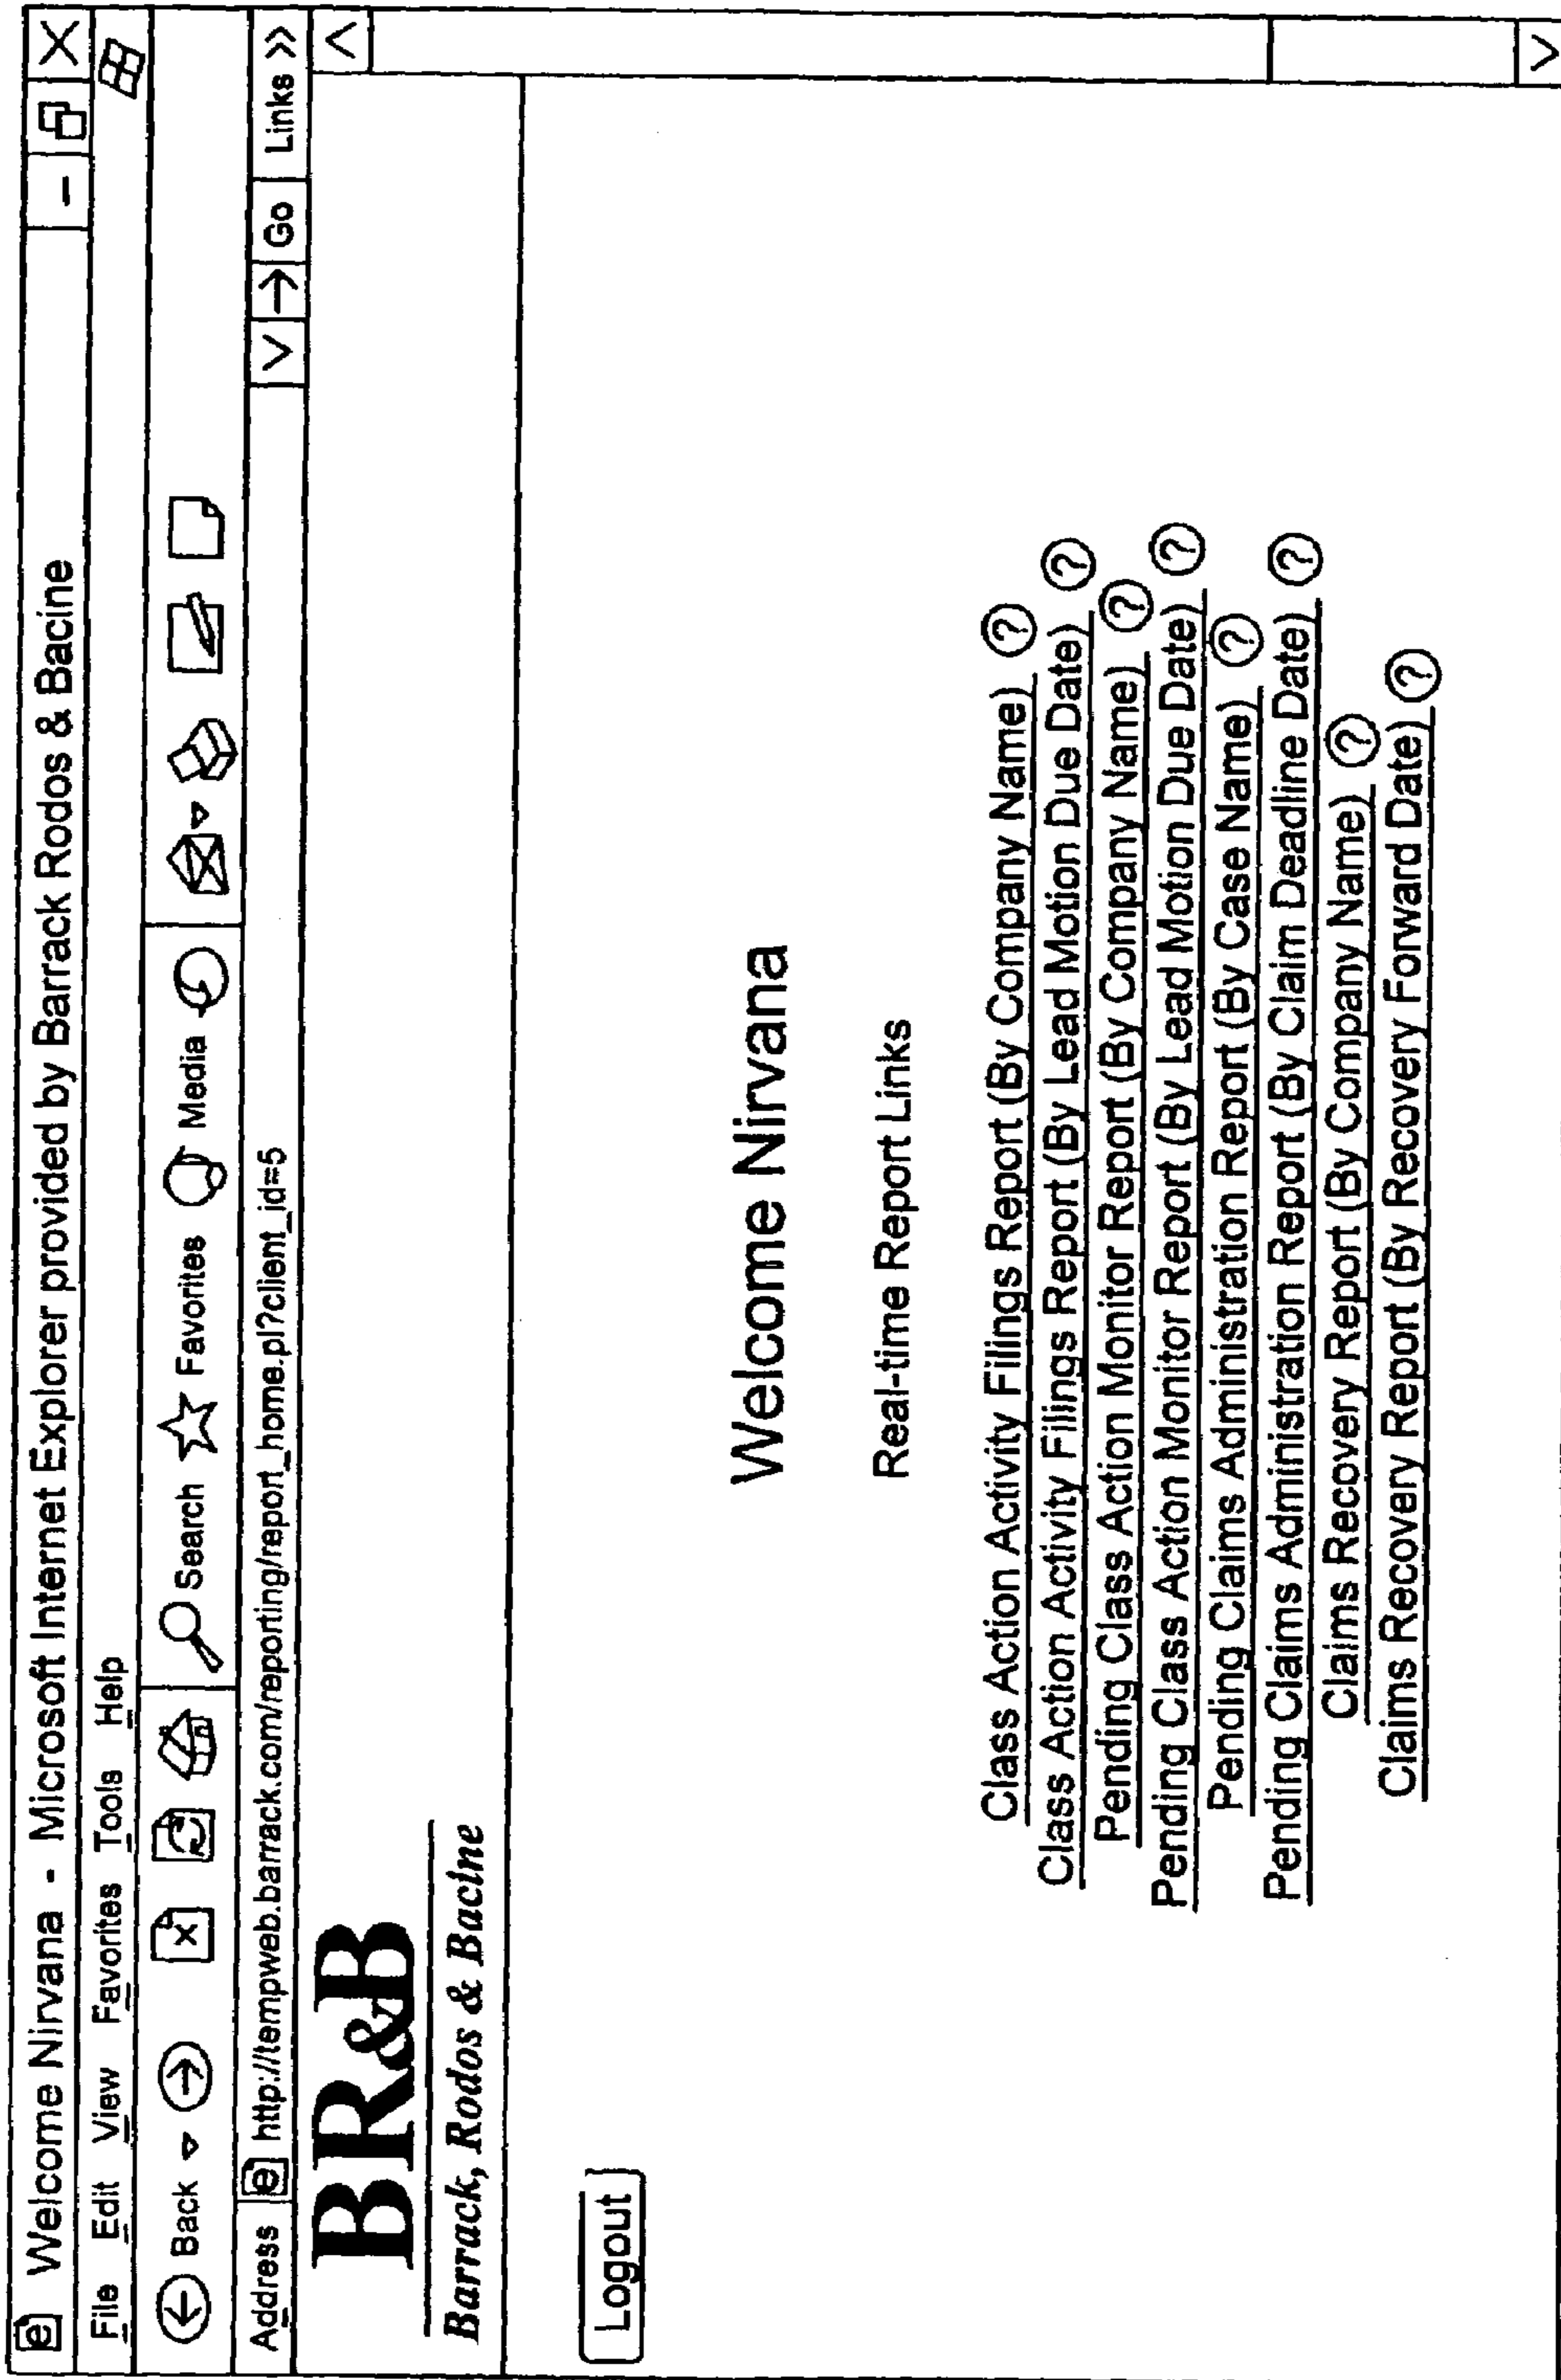 Welcome Nirvana - Microsoft Internet Explorer provided by Barrack Rodos & Bacine
File Edit View Favorites Tools Help
Back Search Favorites Media
Address http://tempweb.barrack.com/reporting/report_home.pl?client_id=5 Go Links >>
BR&B
Barrack, Rodos & Bacine
Logout
Welcome Nirvana
Real-time Report Links
Class Action Activity Filings Report (By Company Name) ?
Class Action Activity Filings Report (By Lead Motion Due Date) ?
Pending Class Action Monitor Report (By Company Name) ?
Pending Class Action Monitor Report (By Lead Motion Due Date) ?
Pending Claims Administration Report (By Case Name) ?
Pending Claims Administration Report (By Claim Deadline Date) ?
Claims Recovery Report (By Company Name) ?
Claims Recovery Report (By Recovery Forward Date) ?